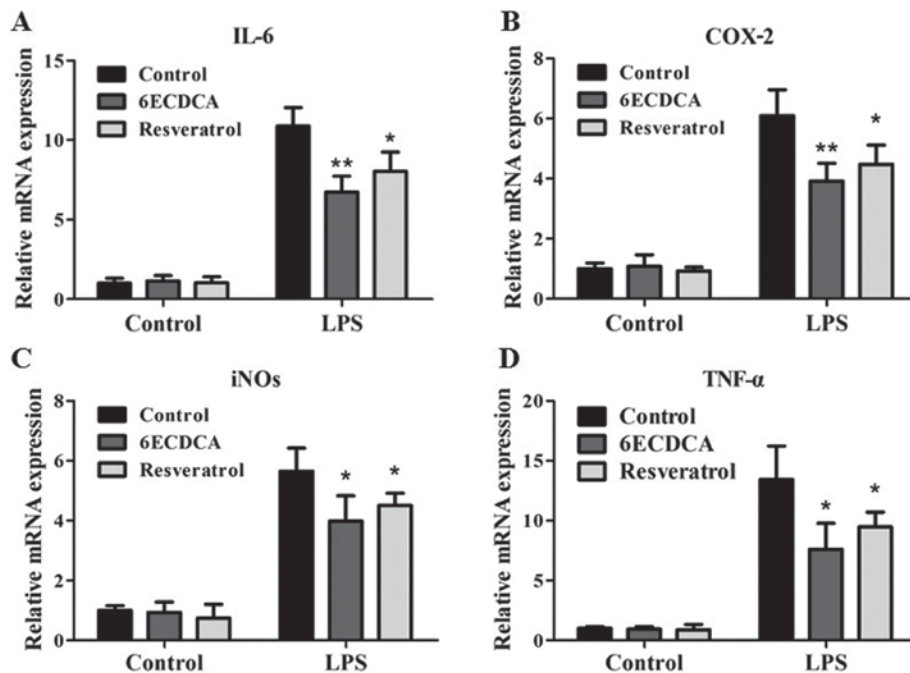 A
IL-6
Relative mRNA expression
15
10
5
0
Control
6ECDCA
Resveratrol
**
*
Control
LPS
B
COX-2
Relative mRNA expression
8
6
4
2
0
Control
6ECDCA
Resveratrol
**
*
Control
LPS
C
iNOs
Relative mRNA expression
8
6
4
2
0
Control
6ECDCA
Resveratrol
*
*
Control
LPS
D
TNF-α
Relative mRNA expression
20
15
10
5
0
Control
6ECDCA
Resveratrol
*
*
Control
LPS